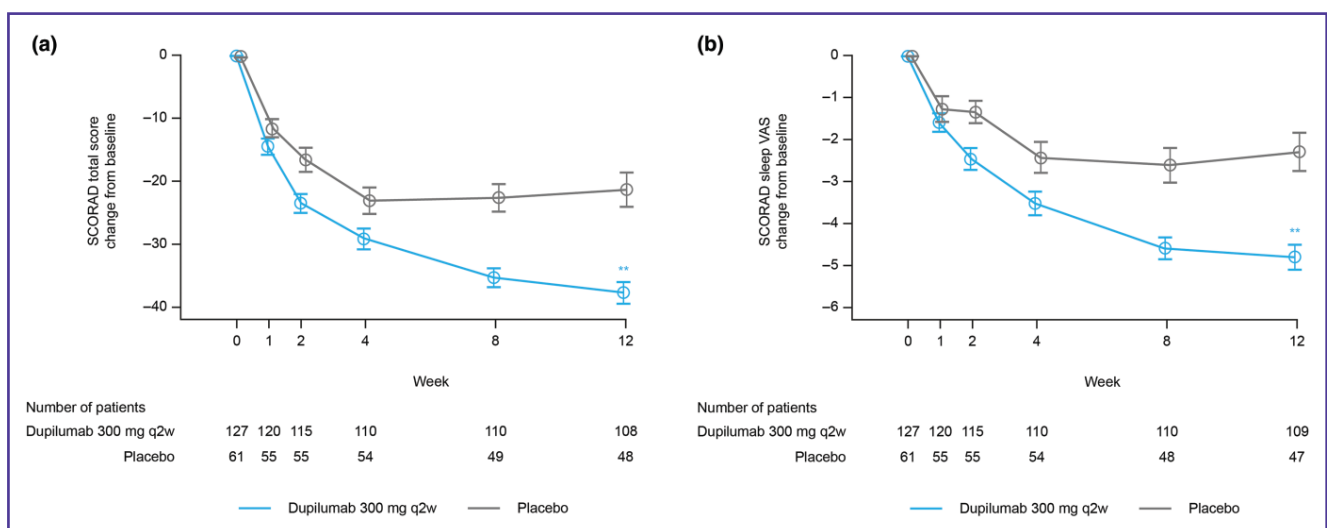 (a)
SCORAD total score
change from baseline
0
–10
–20
–30
–40
**
0 1 2 4 8 12
Week
Number of patients
Dupilumab 300 mg q2w 127 120 115 110 110 108
Placebo 61 55 55 54 49 48
Dupilumab 300 mg q2w Placebo
(b)
SCORAD sleep VAS
change from baseline
0
–1
–2
–3
–4
–5
–6
**
0 1 2 4 8 12
Week
Number of patients
Dupilumab 300 mg q2w 127 120 115 110 110 109
Placebo 61 55 55 54 48 47
Dupilumab 300 mg q2w Placebo